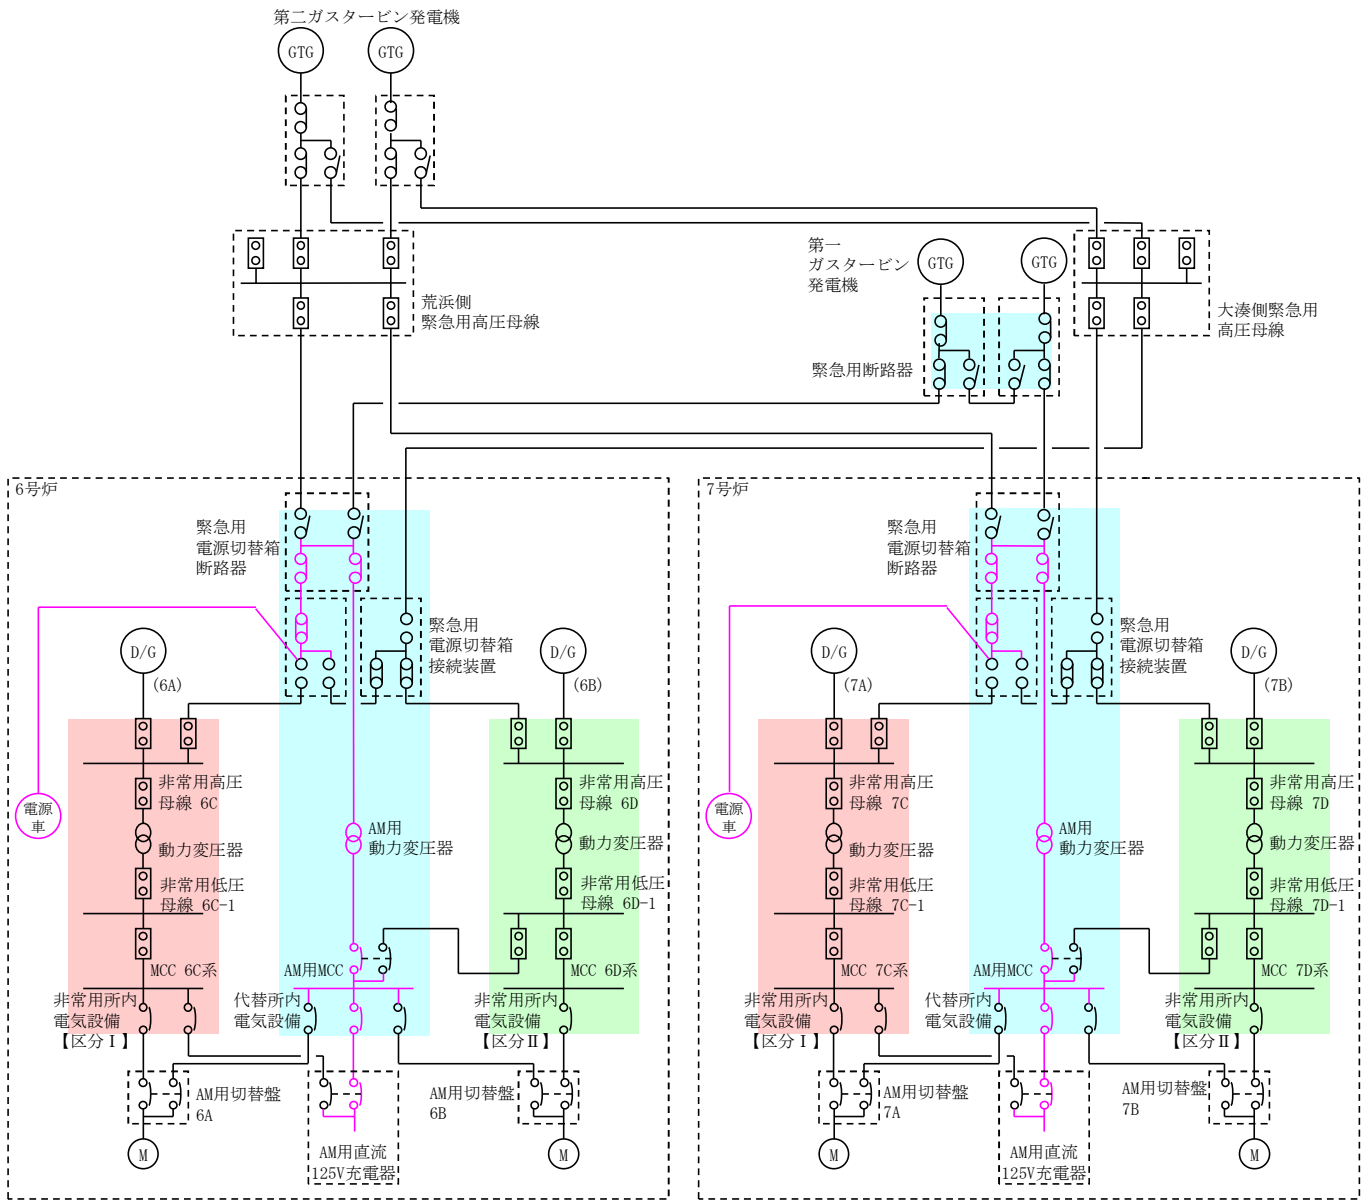 第二ガスタービン発電機
GTG
GTG
第一
ガスタービン
発電機
GTG
GTG
荒浜側
緊急用高圧母線
大湊側緊急用
高圧母線
緊急用断路器
6号炉
緊急用
電源切替箱
断路器
緊急用
電源切替箱
接続装置
D/G
(6A)
D/G
(6B)
電源
車
非常用高圧
母線 6C
動力変圧器
非常用低圧
母線 6C-1
MCC 6C系
非常用所内
電気設備
【区分Ⅰ】
AM用
動力変圧器
AM用MCC
代替所内
電気設備
非常用高圧
母線 6D
動力変圧器
非常用低圧
母線 6D-1
MCC 6D系
非常用所内
電気設備
【区分Ⅱ】
AM用切替盤
6A
AM用切替盤
6B
M
AM用直流
125V充電器
M
7号炉
緊急用
電源切替箱
断路器
緊急用
電源切替箱
接続装置
D/G
(7A)
D/G
(7B)
電源
車
非常用高圧
母線 7C
動力変圧器
非常用低圧
母線 7C-1
MCC 7C系
非常用所内
電気設備
【区分Ⅰ】
AM用
動力変圧器
AM用MCC
代替所内
電気設備
非常用高圧
母線 7D
動力変圧器
非常用低圧
母線 7D-1
MCC 7D系
非常用所内
電気設備
【区分Ⅱ】
AM用切替盤
7A
AM用切替盤
7B
M
AM用直流
125V充電器
M